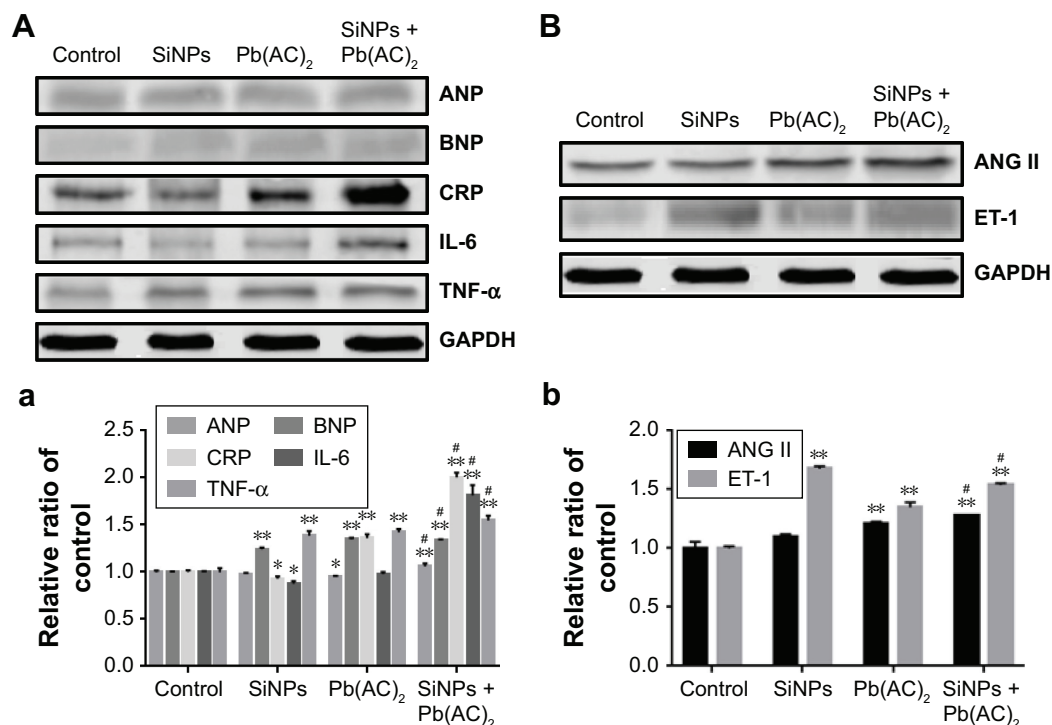 A
Control SiNPs Pb(AC)₂ SiNPs +
Pb(AC)₂
ANP
BNP
CRP
IL-6
TNF-α
GAPDH
B
Control SiNPs Pb(AC)₂ SiNPs +
Pb(AC)₂
ANG II
ET-1
GAPDH
a
Relative ratio of
control
2.5
2.0
1.5
1.0
0.5
0.0
ANP BNP
CRP IL-6
TNF-α
**
*
*
**
*
**
**
**
#
**
#
**
#
**
#
**
#
**
Control SiNPs Pb(AC)₂ SiNPs +
Pb(AC)₂
b
Relative ratio of
control
2.0
1.5
1.0
0.5
0.0
ANG II
ET-1
**
**
**
#
**
#
**
Control SiNPs Pb(AC)₂ SiNPs +
Pb(AC)₂